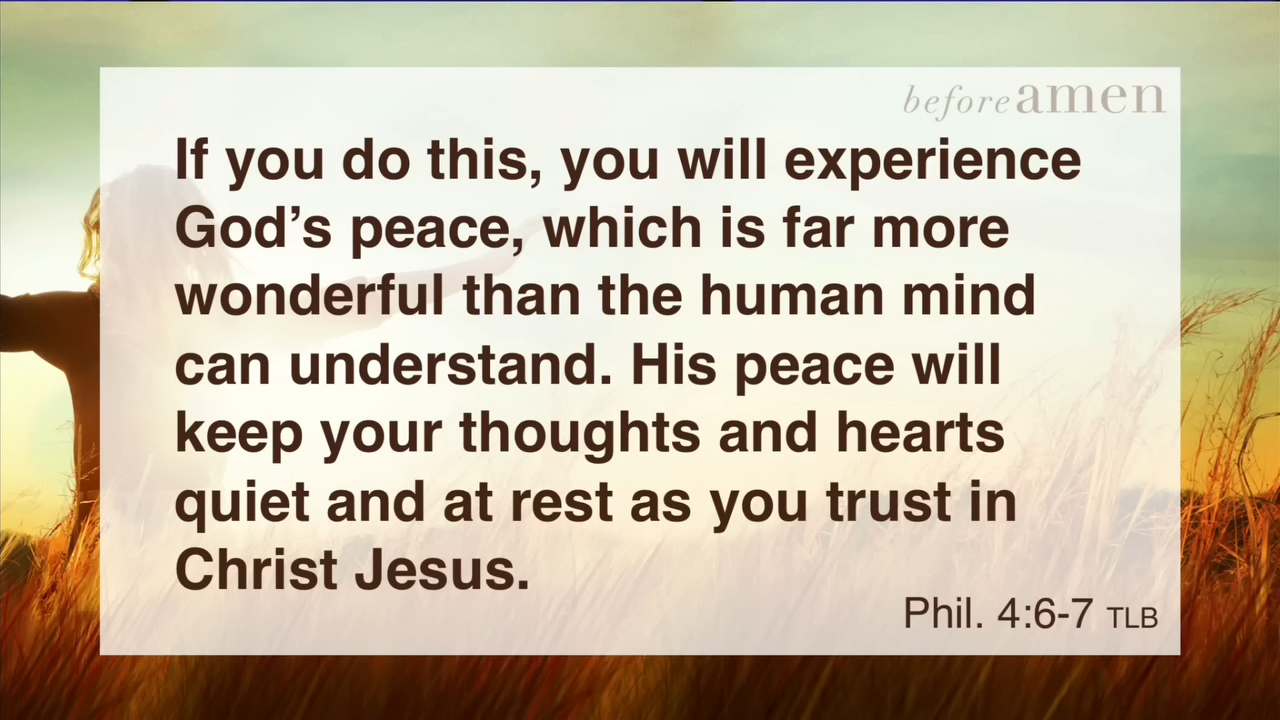 before amen
If you do this, you will experience
God’s peace, which is far more
wonderful than the human mind
can understand. His peace will
keep your thoughts and hearts
quiet and at rest as you trust in
Christ Jesus.
Phil. 4:6-7 TLB